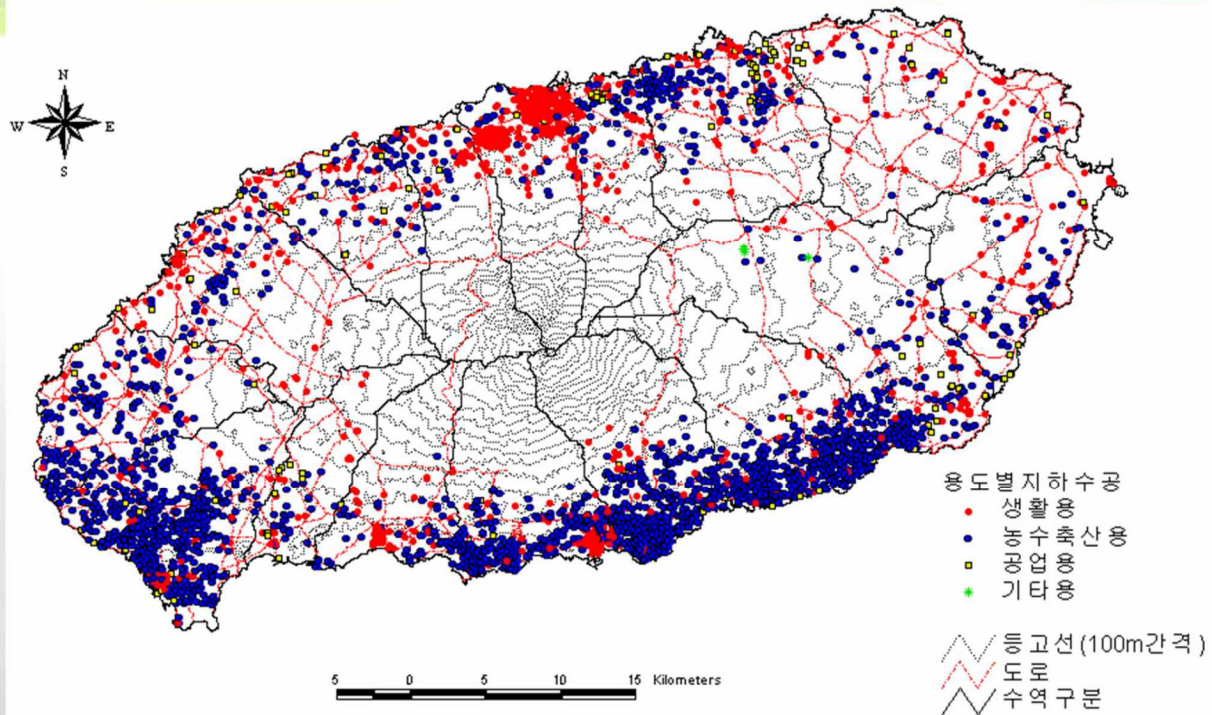 N
W E
S
용도별지하수공
생활용
농수축산용
공업용
기타용
등고선(100m간격)
도로
수역구분
5 0 5 10 15 Kilometers